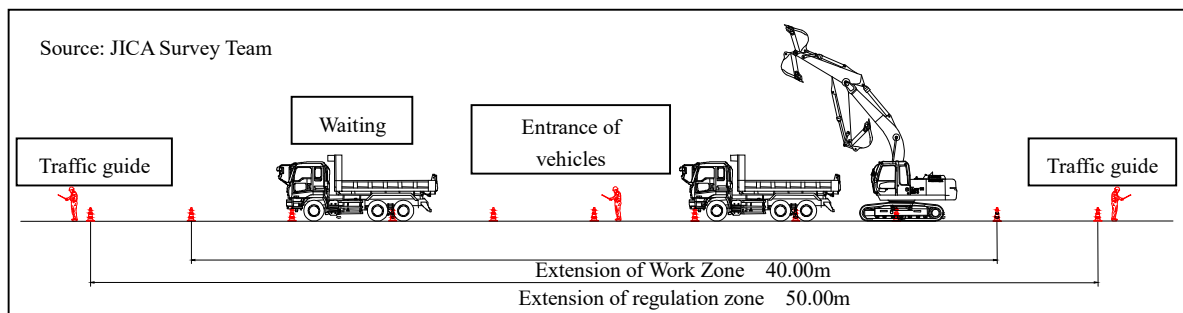 Source: JICA Survey Team
Waiting
Entrance of
vehicles
Traffic guide
Traffic guide
Extension of Work Zone 40.00m
Extension of regulation zone 50.00m